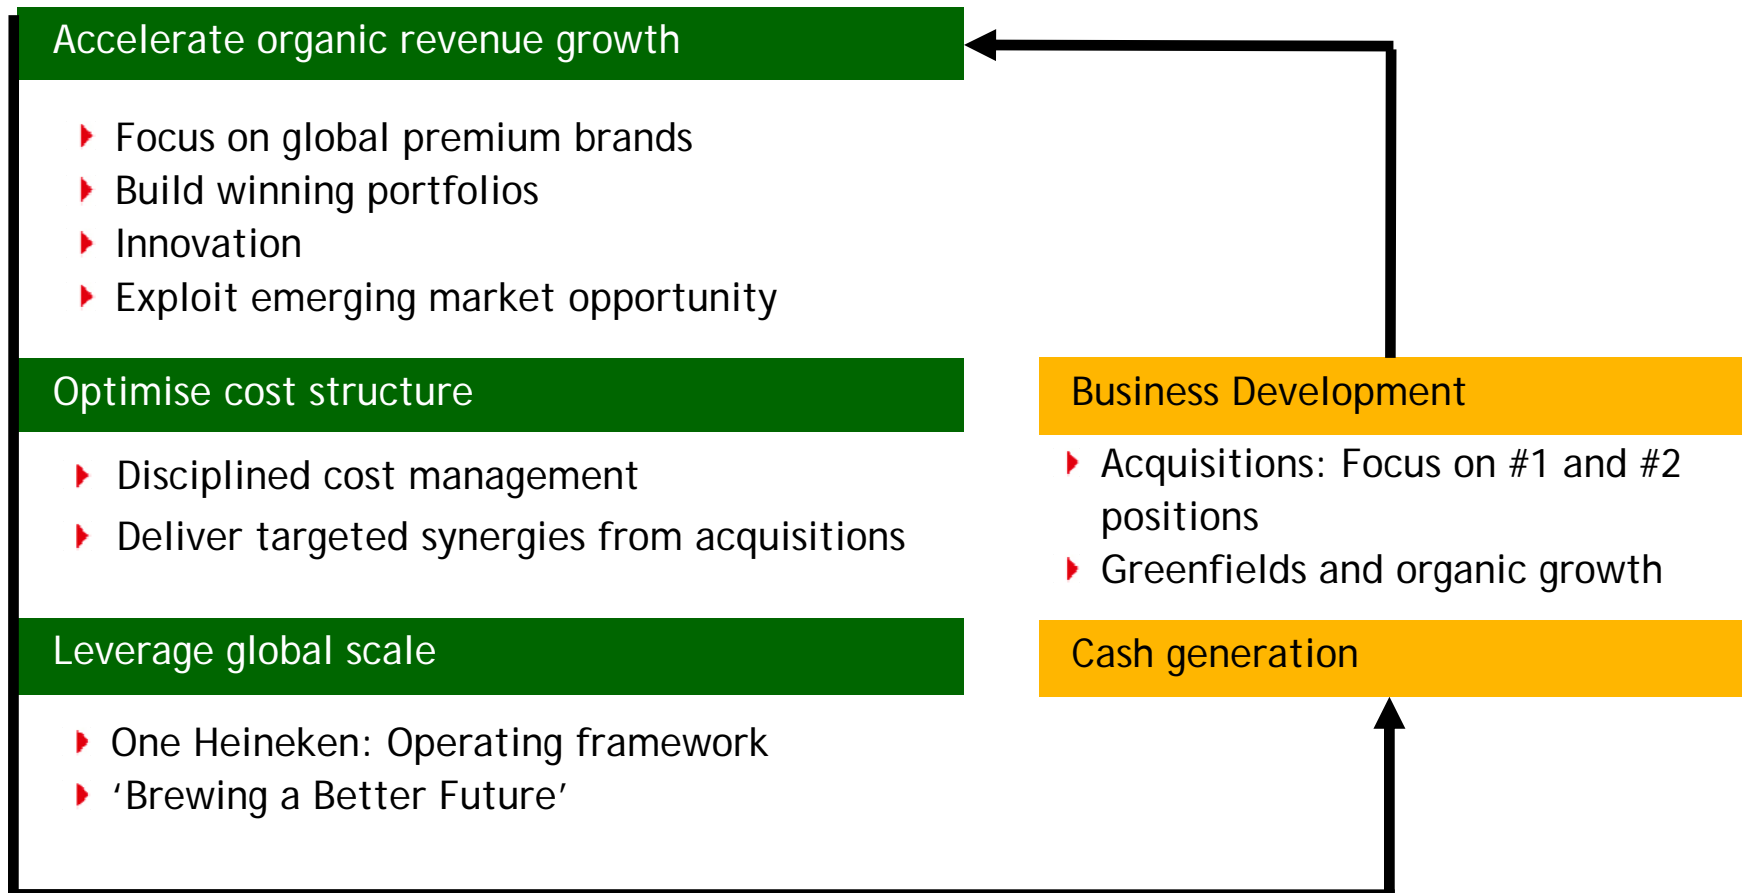 Accelerate organic revenue growth
Focus on global premium brands
Build winning portfolios
Innovation
Exploit emerging market opportunity
Optimise cost structure
Disciplined cost management
Deliver targeted synergies from acquisitions
Leverage global scale
One Heineken: Operating framework
‘Brewing a Better Future’
Business Development
Acquisitions: Focus on #1 and #2
positions
Greenfields and organic growth
Cash generation